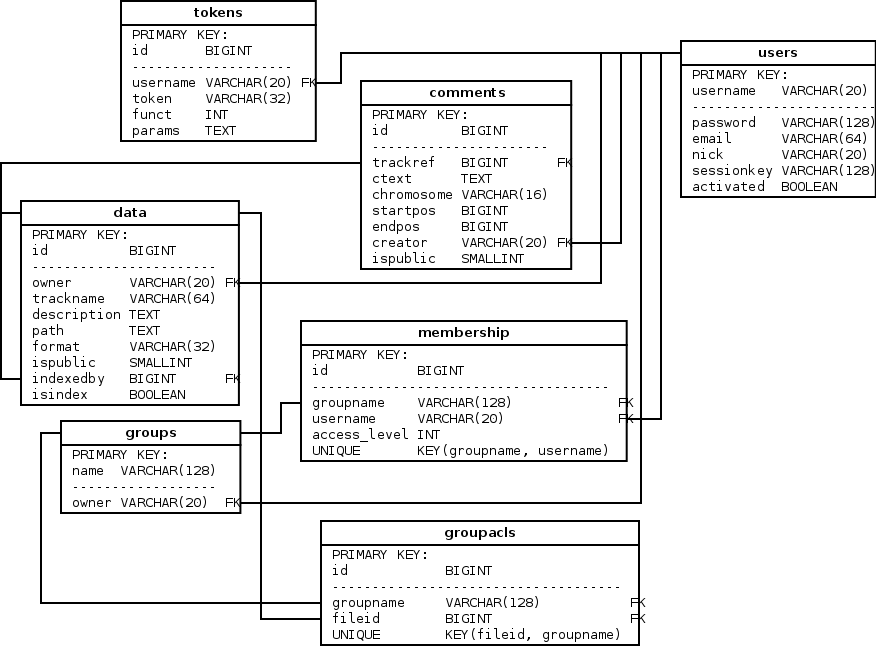 tokens
PRIMARY KEY:
id BIGINT
--------------------
username VARCHAR(20) FK
token VARCHAR(32)
funct INT
params TEXT
users
PRIMARY KEY:
username VARCHAR(20)
-----------------------
password VARCHAR(128)
email VARCHAR(64)
nick VARCHAR(20)
sessionkey VARCHAR(128)
activated BOOLEAN
comments
PRIMARY KEY:
id BIGINT
----------------------
trackref BIGINT FK
ctext TEXT
chromosome VARCHAR(16)
startpos BIGINT
endpos BIGINT
creator VARCHAR(20) FK
ispublic SMALLINT
data
PRIMARY KEY:
id BIGINT
-----------------------
owner VARCHAR(20) FK
trackname VARCHAR(64)
description TEXT
path TEXT
format VARCHAR(32)
ispublic SMALLINT
indexedby BIGINT FK
isindex BOOLEAN
membership
PRIMARY KEY:
id BIGINT
-------------------------------------
groupname VARCHAR(128) FK
username VARCHAR(20) FK
access_level INT
UNIQUE KEY(groupname, username)
groups
PRIMARY KEY:
name VARCHAR(128)
------------------
owner VARCHAR(20) FK
groupacls
PRIMARY KEY:
id BIGINT
------------------------------------
groupname VARCHAR(128) FK
fileid BIGINT FK
UNIQUE KEY(fileid, groupname)